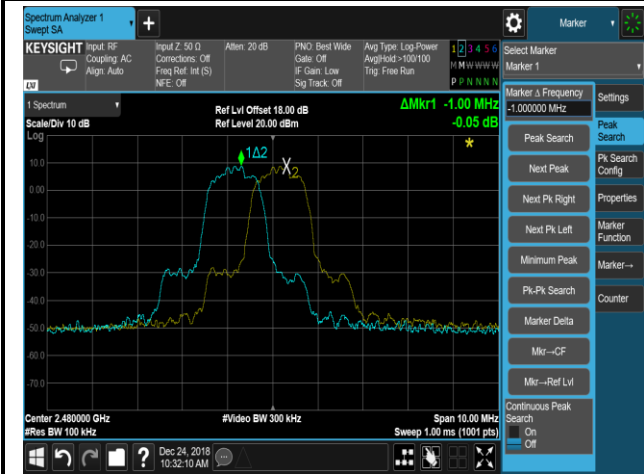 Spectrum Analyzer 1
Swept SA
+
Marker
KEYSIGHT
Input: RF
Coupling: AC
Align: Auto
Input Z: 50 Ω
Corrections: Off
Freq Ref: Int (S)
NFE: Off
Atten: 20 dB
PNO: Best Wide
Gate: Off
IF Gain: Low
Sig Track: Off
Avg Type: Log-Power
Avg|Hold:>100/100
Trig: Free Run
1 2 3 4 5 6
M M W W W W
P P N N N N
LXI
Select Marker
Marker 1
1 Spectrum
Scale/Div 10 dB
Log
Ref Lvl Offset 18.00 dB
Ref Level 20.00 dBm
ΔMkr1 -1.00 MHz
-0.05 dB
*
1Δ2
X2
10.0
0.00
-10.0
-20.0
-30.0
-40.0
-50.0
-60.0
-70.0
Center 2.480000 GHz
#Res BW 100 kHz
#Video BW 300 kHz
Span 10.00 MHz
Sweep 1.00 ms (1001 pts)
Marker Δ Frequency
-1.000000 MHz
Peak Search
Next Peak
Next Pk Right
Next Pk Left
Minimum Peak
Pk-Pk Search
Marker Delta
Mkr→CF
Mkr→Ref Lvl
Continuous Peak
Search
On
Off
Settings
Peak
Search
Pk Search
Config
Properties
Marker
Function
Marker→
Counter
?
Dec 24, 2018
10:32:10 AM